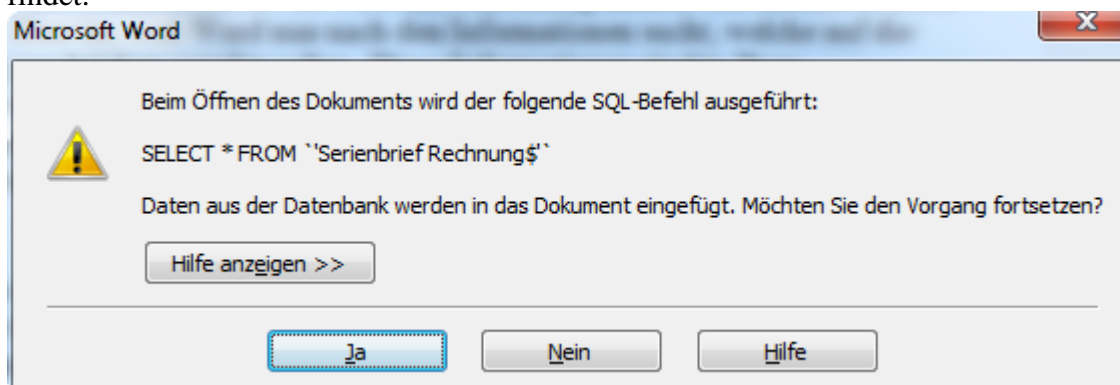 findet.
Microsoft Word
Beim Öffnen des Dokuments wird der folgende SQL-Befehl ausgeführt:
SELECT * FROM `'Serienbrief Rechnung$'`
Daten aus der Datenbank werden in das Dokument eingefügt. Möchten Sie den Vorgang fortsetzen?
Hilfe anzeigen >>
Ja
Nein
Hilfe